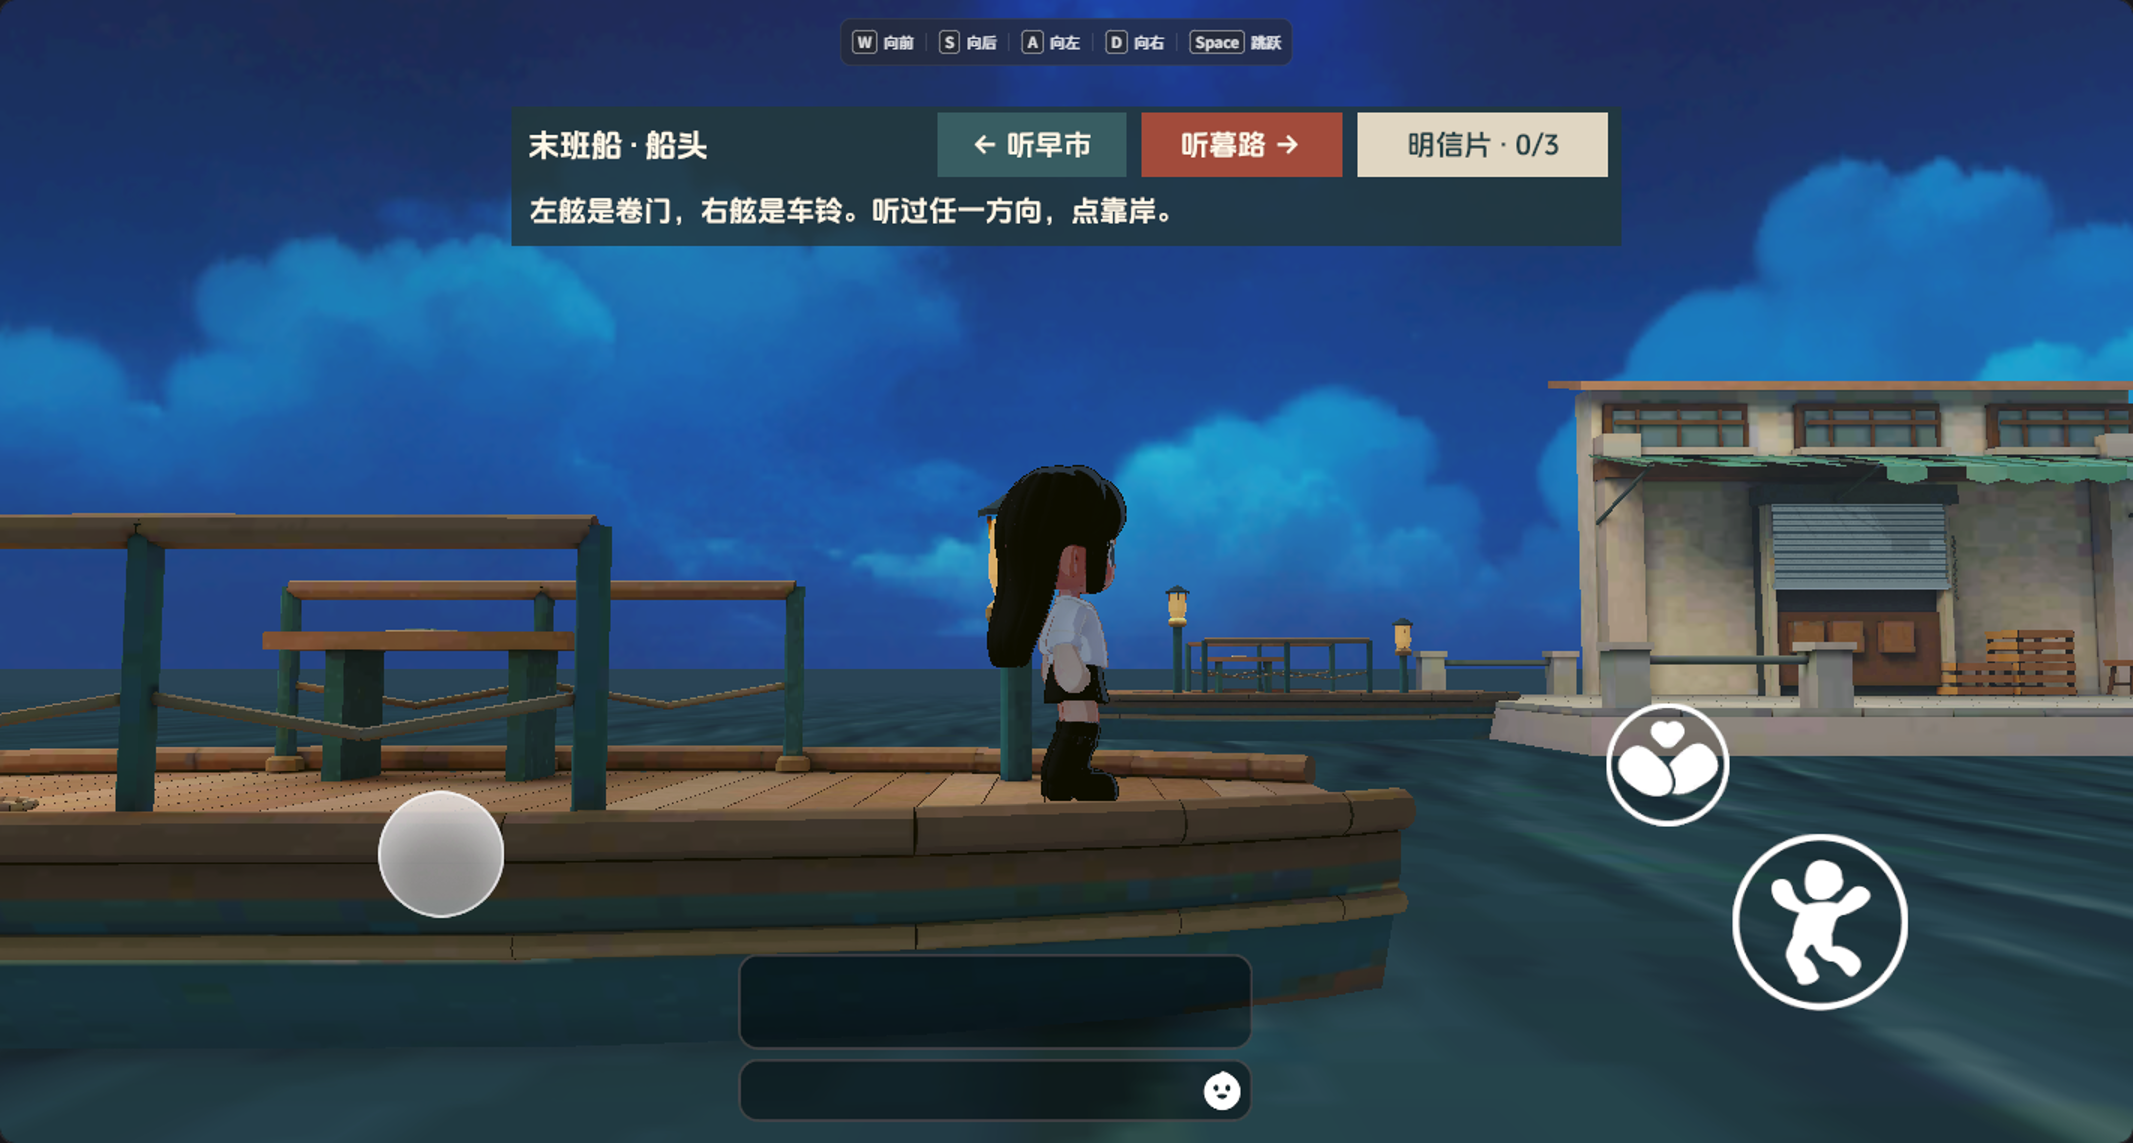 W 向前 S 向后 A 向左 D 向右 Space 跳跃
末班船·船头 ← 听早市 听暮路 → 明信片·0/3
左舷是卷门，右舷是车铃。听过任一方向，点靠岸。